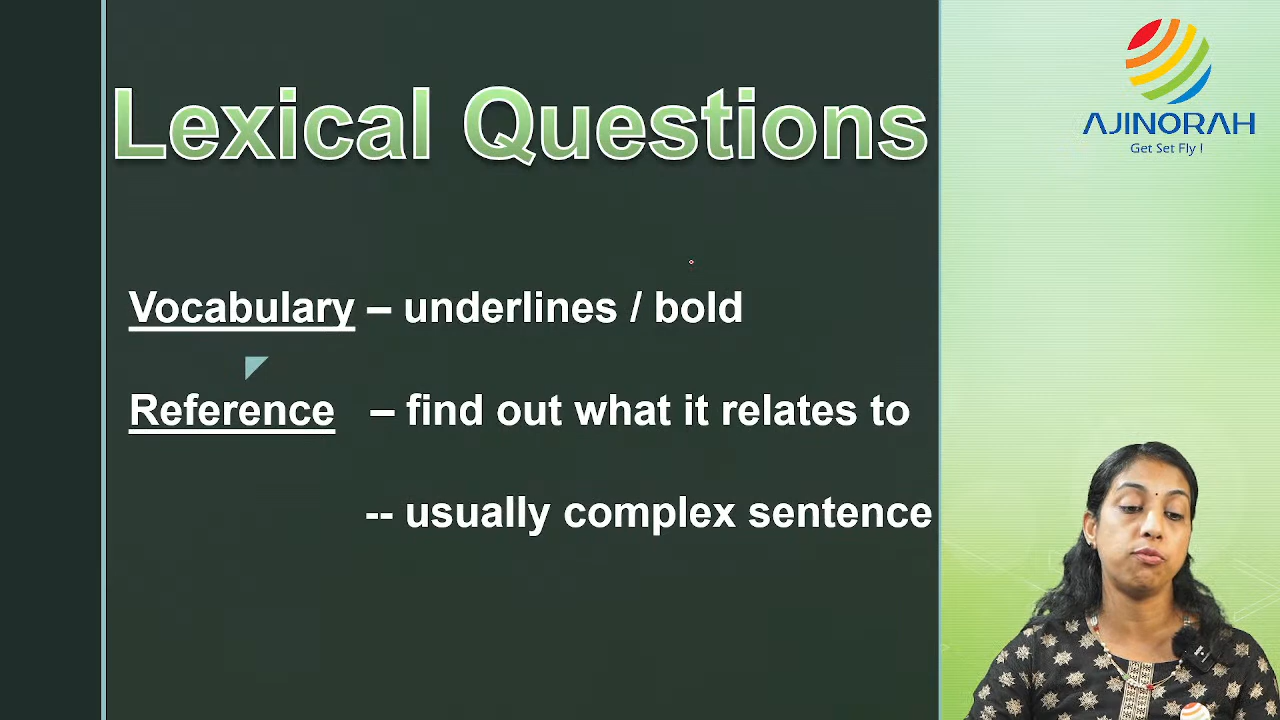 Lexical Questions
AJINORAH
Get Set Fly !
Vocabulary – underlines / bold
Reference – find out what it relates to
-- usually complex sentence